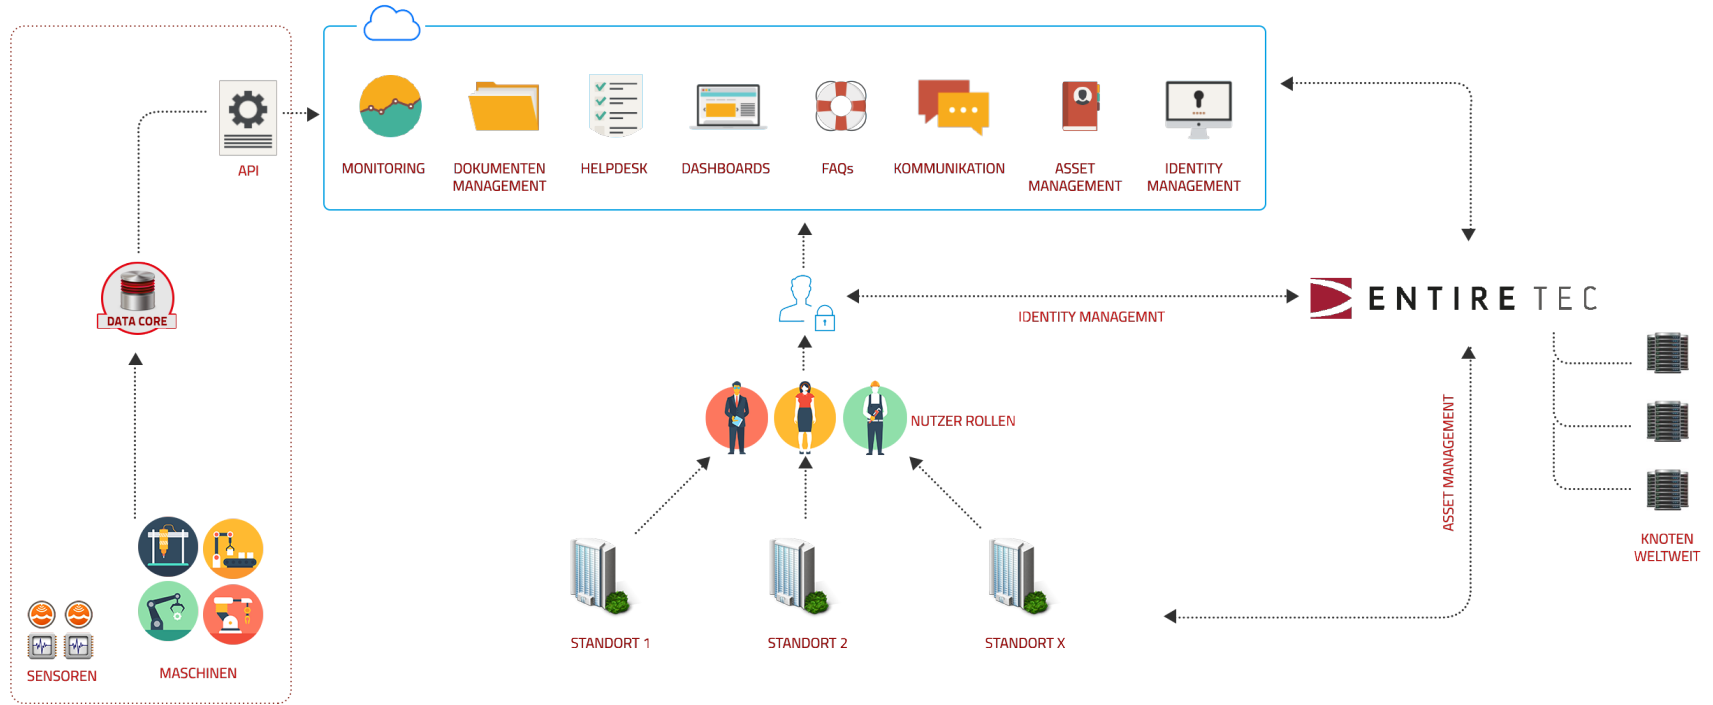 API
MONITORING
DOKUMENTEN
MANAGEMENT
HELPDESK
DASHBOARDS
FAQs
KOMMUNIKATION
ASSET
MANAGEMENT
IDENTITY
MANAGEMENT
DATA CORE
IDENTITY MANAGEMNT
ENTIRE TEC
NUTZER ROLLEN
ASSET MANAGEMENT
KNOTEN
WELTWEIT
STANDORT 1
STANDORT 2
STANDORT X
SENSOREN
MASCHINEN